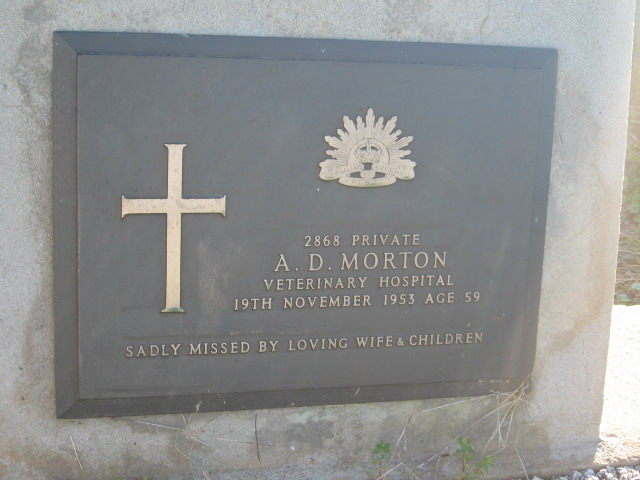 2868 PRIVATE
A. D. MORTON
VETERINARY HOSPITAL
19TH NOVEMBER 1953 AGE 59
SADLY MISSED BY LOVING WIFE & CHILDREN